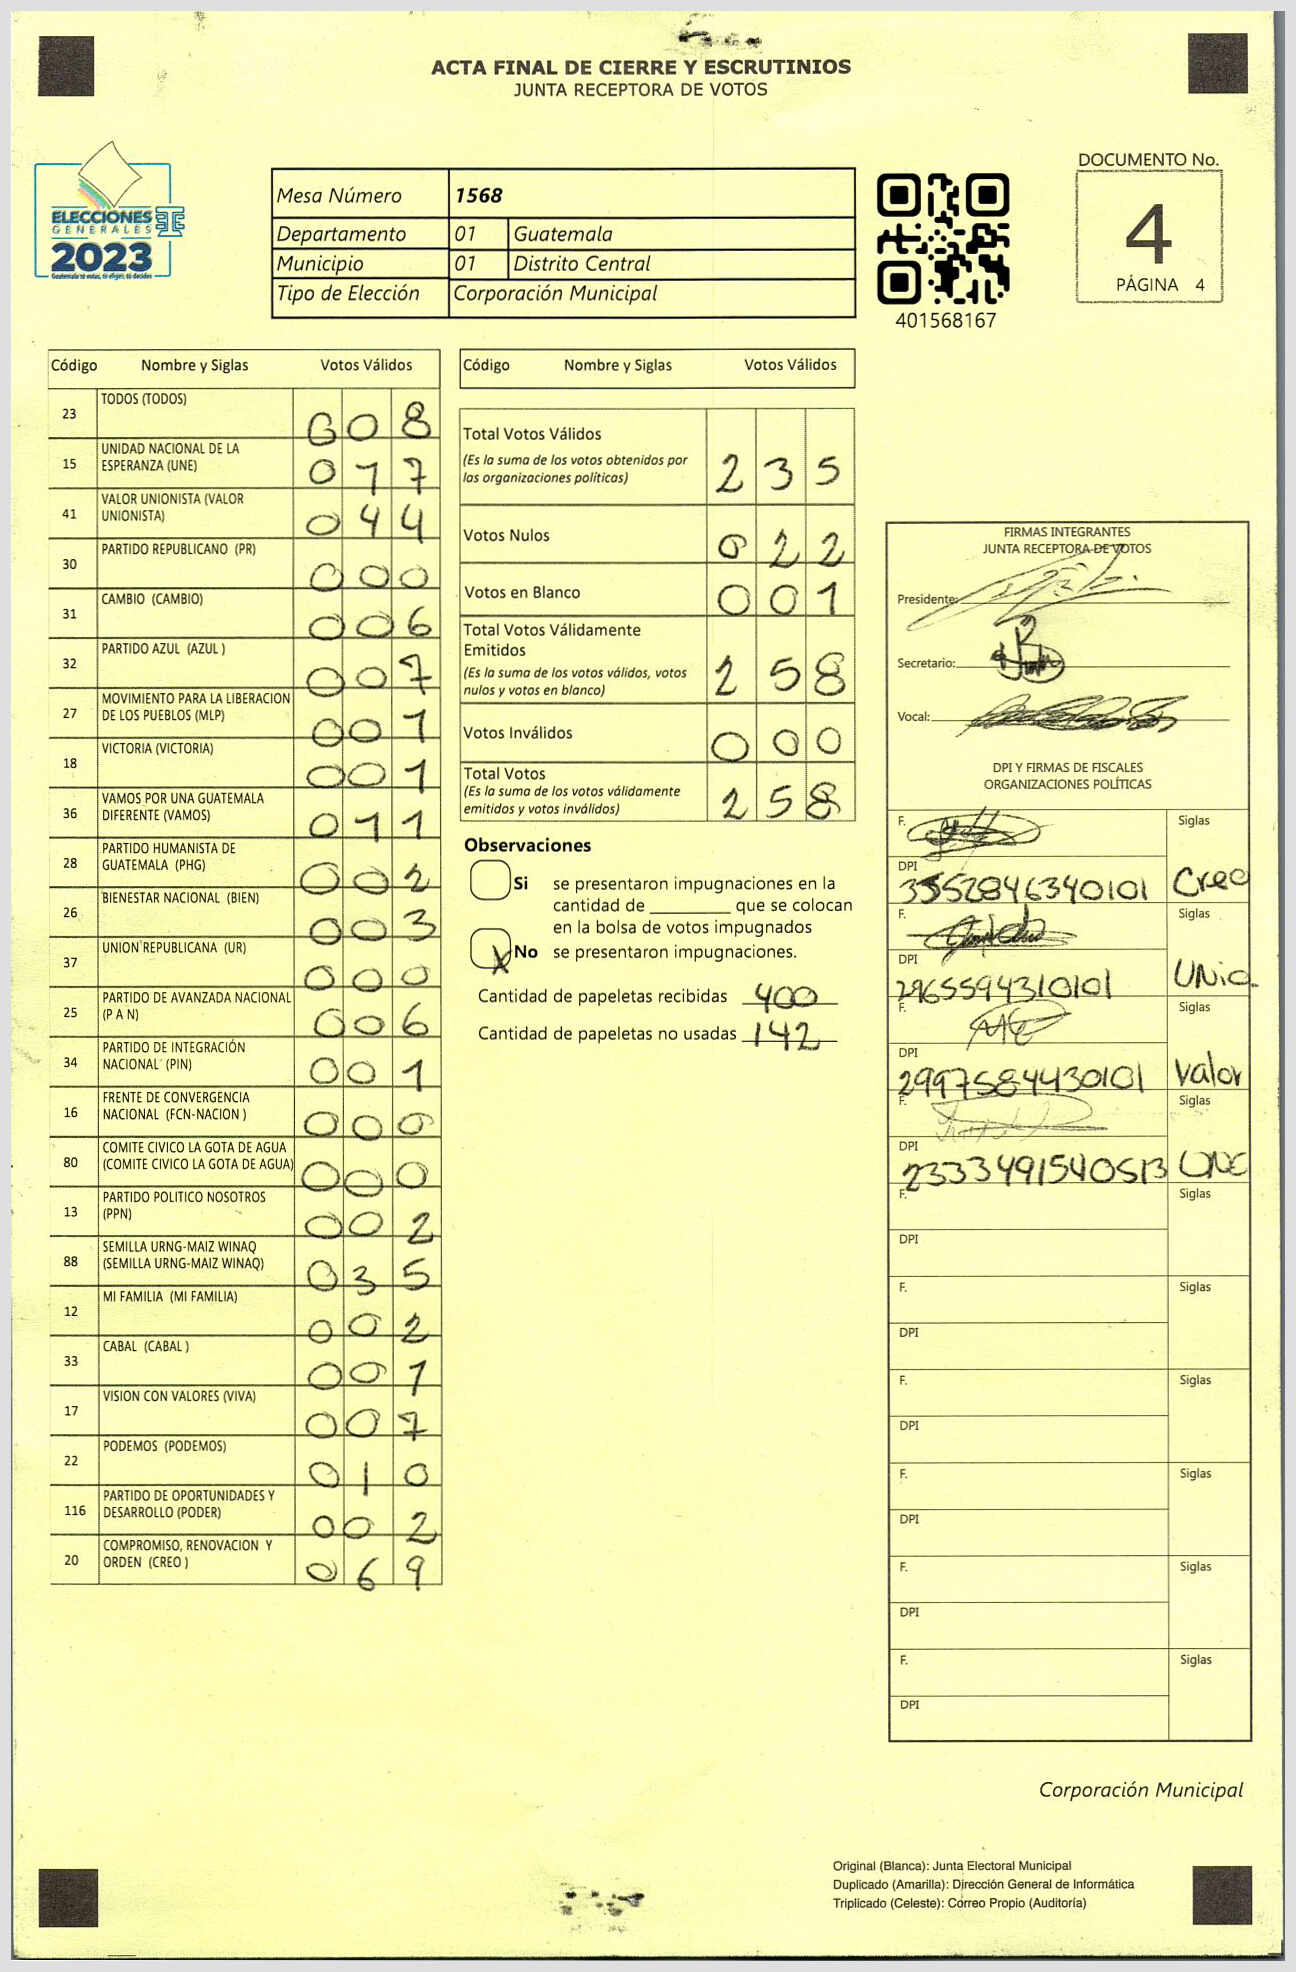 ACTA FINAL DE CIERRE Y ESCRUTINIOS
JUNTA RECEPTORA DE VOTOS
ELECCIONES
GENERALES
2023
Guatemala tú votas, tú eliges, tú decides
Mesa Número 1568
Departamento 01 Guatemala
Municipio 01 Distrito Central
Tipo de Elección Corporación Municipal
401568167
DOCUMENTO No.
4
PÁGINA 4
Código Nombre y Siglas Votos Válidos
23 TODOS (TODOS) 0 0 8
15 UNIDAD NACIONAL DE LA ESPERANZA (UNE) 0 1 7
41 VALOR UNIONISTA (VALOR UNIONISTA) 0 4 4
30 PARTIDO REPUBLICANO (PR) 0 0 0
31 CAMBIO (CAMBIO) 0 0 6
32 PARTIDO AZUL (AZUL ) 0 0 7
27 MOVIMIENTO PARA LA LIBERACION DE LOS PUEBLOS (MLP) 0 0 1
18 VICTORIA (VICTORIA) 0 0 1
36 VAMOS POR UNA GUATEMALA DIFERENTE (VAMOS) 0 1 1
28 PARTIDO HUMANISTA DE GUATEMALA (PHG) 0 0 2
26 BIENESTAR NACIONAL (BIEN) 0 0 3
37 UNION REPUBLICANA (UR) 0 0 0
25 PARTIDO DE AVANZADA NACIONAL (P A N) 0 0 6
34 PARTIDO DE INTEGRACIÓN NACIONAL (PIN) 0 0 1
16 FRENTE DE CONVERGENCIA NACIONAL (FCN-NACION ) 0 0 0
80 COMITE CIVICO LA GOTA DE AGUA (COMITE CIVICO LA GOTA DE AGUA) 0 0 0
13 PARTIDO POLITICO NOSOTROS (PPN) 0 0 2
88 SEMILLA URNG-MAIZ WINAQ (SEMILLA URNG-MAIZ WINAQ) 0 3 5
12 MI FAMILIA (MI FAMILIA) 0 0 2
33 CABAL (CABAL ) 0 0 1
17 VISION CON VALORES (VIVA) 0 0 7
22 PODEMOS (PODEMOS) 0 1 0
116 PARTIDO DE OPORTUNIDADES Y DESARROLLO (PODER) 0 0 2
20 COMPROMISO, RENOVACION Y ORDEN (CREO ) 0 6 9
Código Nombre y Siglas Votos Válidos
Total Votos Válidos 2 3 5
(Es la suma de los votos obtenidos por
las organizaciones políticas)
Votos Nulos 0 2 2
Votos en Blanco 0 0 1
Total Votos Válidamente
Emitidos 2 5 8
(Es la suma de los votos válidos, votos
nulos y votos en blanco)
Votos Inválidos 0 0 0
Total Votos 2 5 8
(Es la suma de los votos válidamente
emitidos y votos inválidos)
Observaciones
Si se presentaron impugnaciones en la
cantidad de ________ que se colocan
en la bolsa de votos impugnados
X No se presentaron impugnaciones.
Cantidad de papeletas recibidas 400
Cantidad de papeletas no usadas 142
FIRMAS INTEGRANTES
JUNTA RECEPTORA DE VOTOS
Presidente:
Secretario:
Vocal:
DPI Y FIRMAS DE FISCALES
ORGANIZACIONES POLÍTICAS
F. Siglas
DPI 3552846340101 Creo
F. Siglas
DPI 2965594310101
F. Siglas
DPI 2997584430101 Valor
F. Siglas
DPI 2333491540513 UNE
F. Siglas
DPI
F. Siglas
DPI
F. Siglas
DPI
F. Siglas
DPI
F. Siglas
DPI
F. Siglas
DPI
Corporación Municipal
Original (Blanca): Junta Electoral Municipal
Duplicado (Amarilla): Dirección General de Informática
Triplicado (Celeste): Correo Propio (Auditoría)